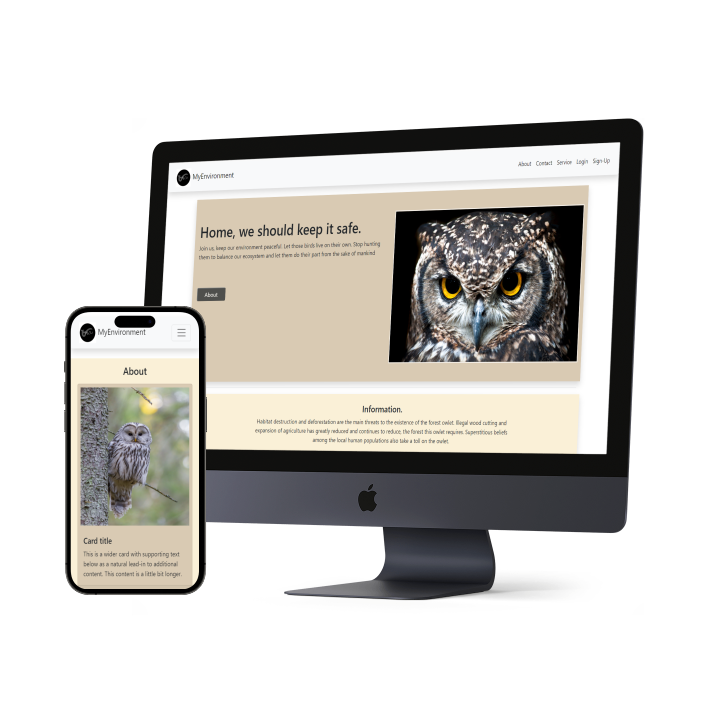 MyEnvironment
About Contact Service Login Sign-Up
Home, we should keep it safe.
Join us, keep our environment peaceful. Let those birds live on their own. Stop hunting
them to balance our ecosystem and let them do their part from the sake of mankind
About
Information.
Habitat destruction and deforestation are the main threats to the existence of the forest owlet. Illegal wood cutting and
expansion of agriculture has greatly reduced and continues to reduce, the forest this owlet requires. Superstitious beliefs
among the local human populations also take a toll on the owlet.
MyEnvironment
About
Card title
This is a wider card with supporting text
below as a natural lead-in to additional
content. This content is a little bit longer.